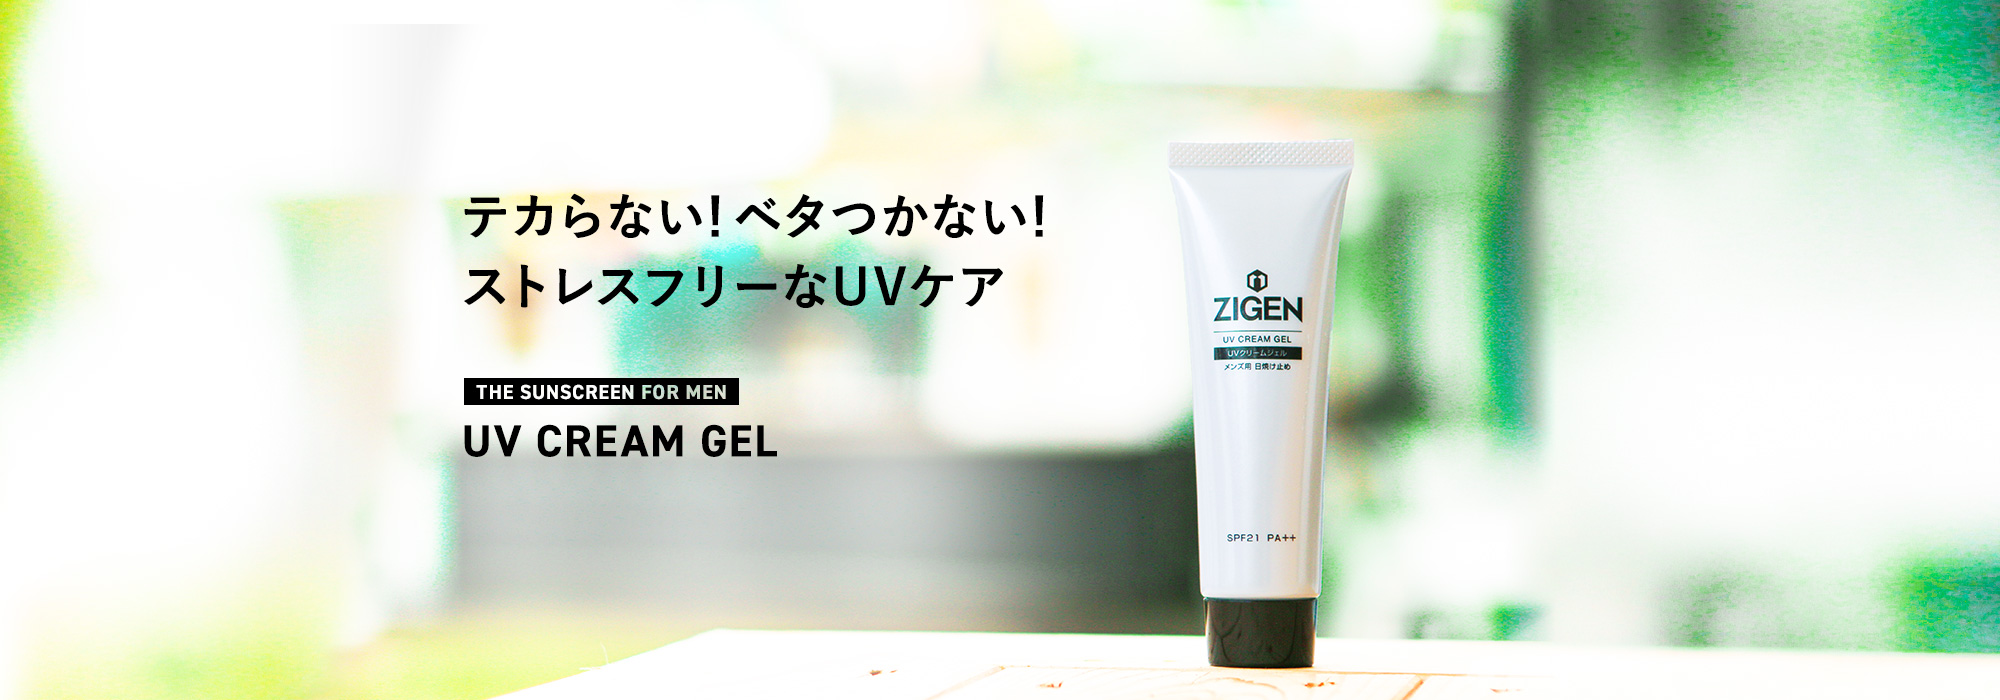 テカらない！ベタつかない！
ストレスフリーなUVケア
THE SUNSCREEN FOR MEN
UV CREAM GEL
ZIGEN
UV CREAM GEL
UVクリームジェル
メンズ用 日焼け止め
SPF21 PA++